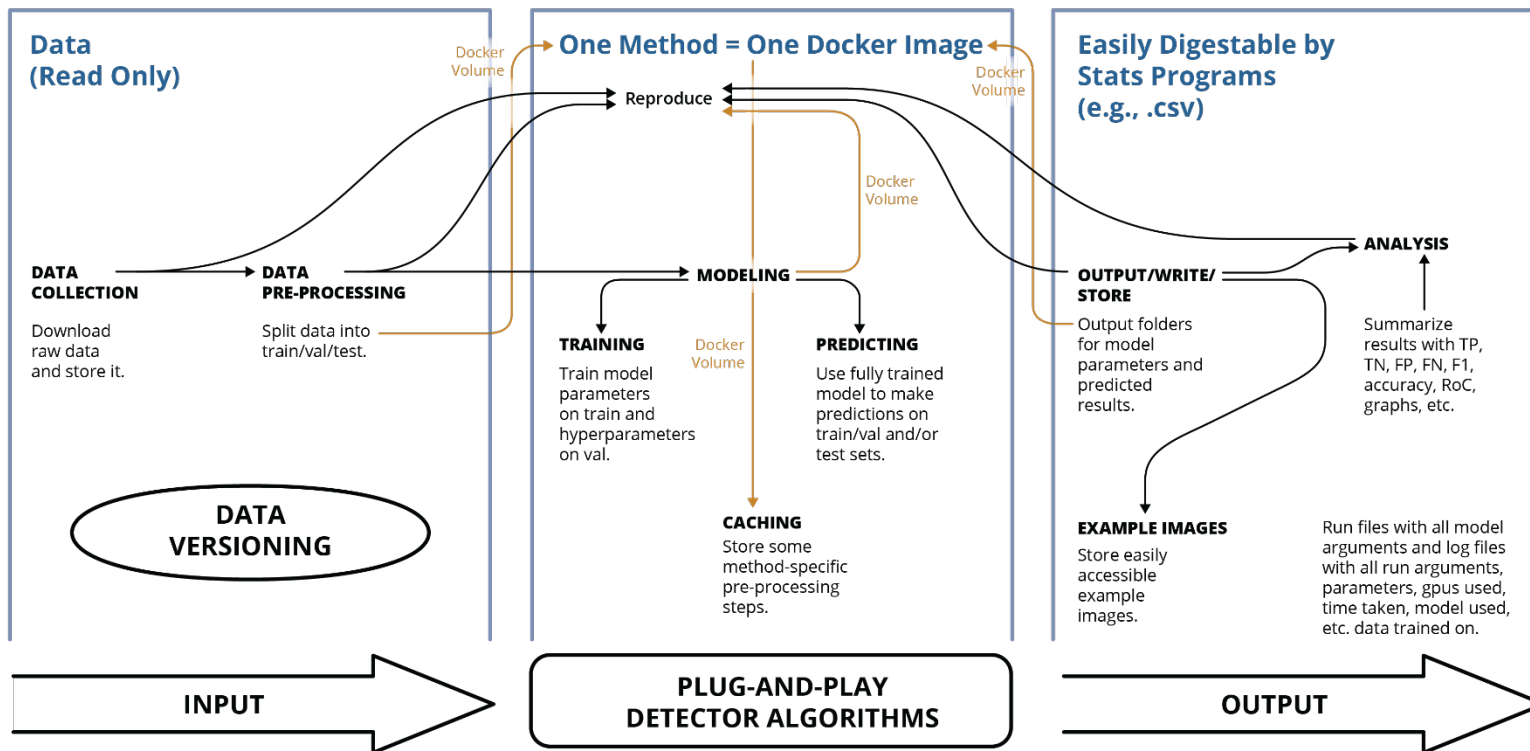 Data
(Read Only)
Docker
Volume
DATA
COLLECTION
Download
raw data
and store it.
DATA
PRE-PROCESSING
Split data into
train/val/test.
DATA
VERSIONING
INPUT
One Method = One Docker Image
Reproduce
Docker
Volume
MODELING
TRAINING
Train model
parameters
on train and
hyperparameters
on val.
Docker
Volume
PREDICTING
Use fully trained
model to make
predictions on
train/val and/or
test sets.
CACHING
Store some
method-specific
pre-processing
steps.
PLUG-AND-PLAY
DETECTOR ALGORITHMS
Docker
Volume
Easily Digestable by
Stats Programs
(e.g., .csv)
OUTPUT/WRITE/
STORE
Output folders
for model
parameters and
predicted
results.
ANALYSIS
Summarize
results with TP,
TN, FP, FN, F1,
accuracy, RoC,
graphs, etc.
EXAMPLE IMAGES
Store easily
accessible
example
images.
Run files with all model
arguments and log files
with all run arguments,
parameters, gpus used,
time taken, model used,
etc. data trained on.
OUTPUT